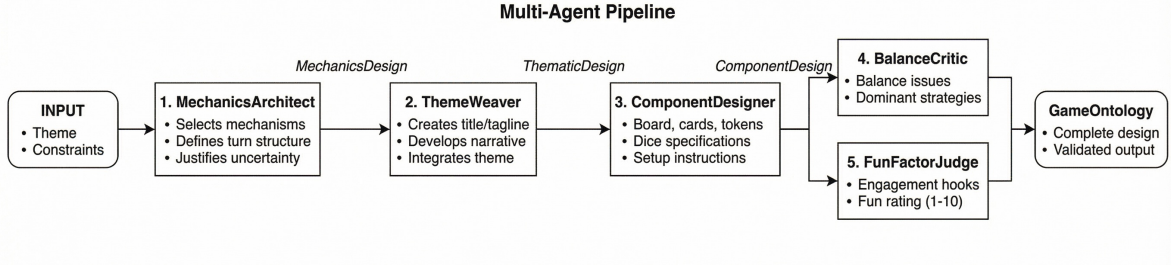 Multi-Agent Pipeline
INPUT
• Theme
• Constraints
MechanicsDesign
1. MechanicsArchitect
• Selects mechanisms
• Defines turn structure
• Justifies uncertainty
ThematicDesign
2. ThemeWeaver
• Creates title/tagline
• Develops narrative
• Integrates theme
ComponentDesign
3. ComponentDesigner
• Board, cards, tokens
• Dice specifications
• Setup instructions
4. BalanceCritic
• Balance issues
• Dominant strategies
5. FunFactorJudge
• Engagement hooks
• Fun rating (1-10)
GameOntology
• Complete design
• Validated output